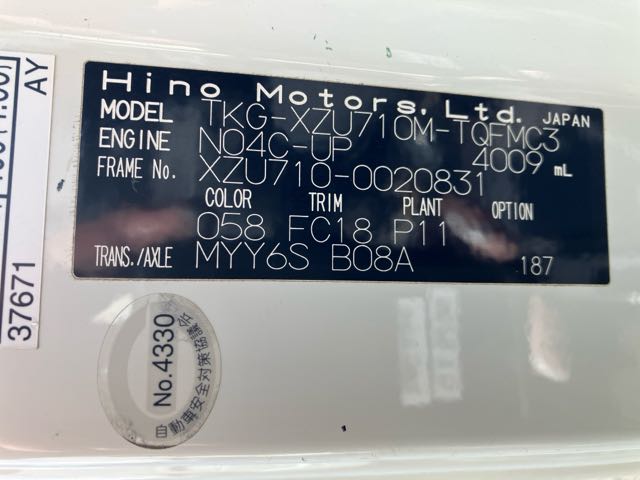 Hino Motors, Ltd. JAPAN
MODEL TKG-XZU710M-TQFMC3
ENGINE N04C-UP 4009 mL
FRAME No. XZU710-0020831
COLOR TRIM PLANT OPTION
058 FC18 P11
TRANS./AXLE MYY6S B08A 187
AY
37671
No.4330
自動車安全対策協議会